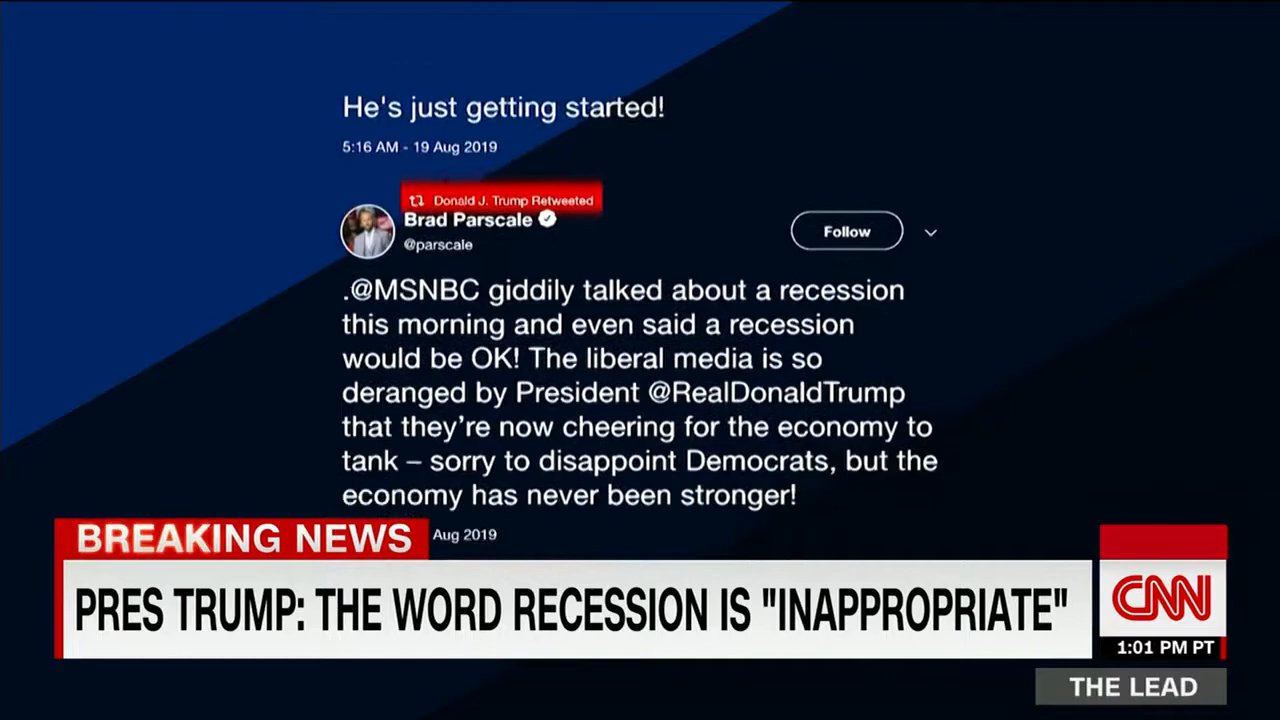 He's just getting started!
5:16 AM - 19 Aug 2019
Donald J. Trump Retweeted
Brad Parscale
@parscale
Follow
.@MSNBC giddily talked about a recession
this morning and even said a recession
would be OK! The liberal media is so
deranged by President @RealDonaldTrump
that they’re now cheering for the economy to
tank – sorry to disappoint Democrats, but the
economy has never been stronger!
Aug 2019
BREAKING NEWS
PRES TRUMP: THE WORD RECESSION IS "INAPPROPRIATE"
CNN
1:01 PM PT
THE LEAD